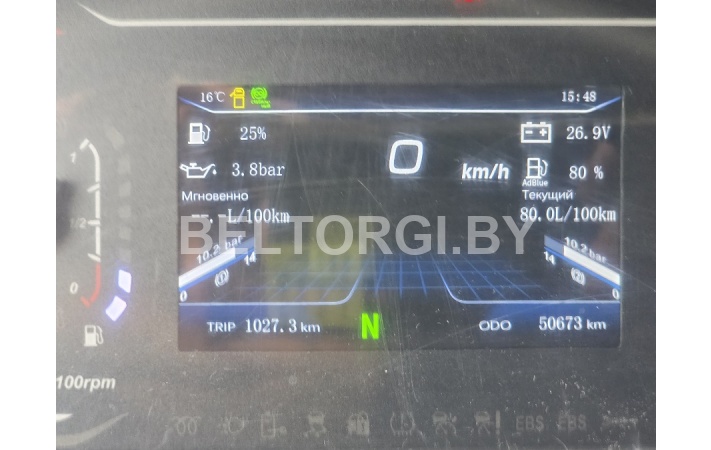 16℃ 15:48
25% 0 26.9V
3.8bar km/h AdBlue 80 %
Мгновенно Текущий
--.-L/100km 80.0L/100km
BELTORGI.BY
10.2 bar 10.2 bar
1 1/2 0
14 14
(1) (2)
0 0
TRIP 1027.3 km N ODO 50673 km
100rpm
EBS EBS